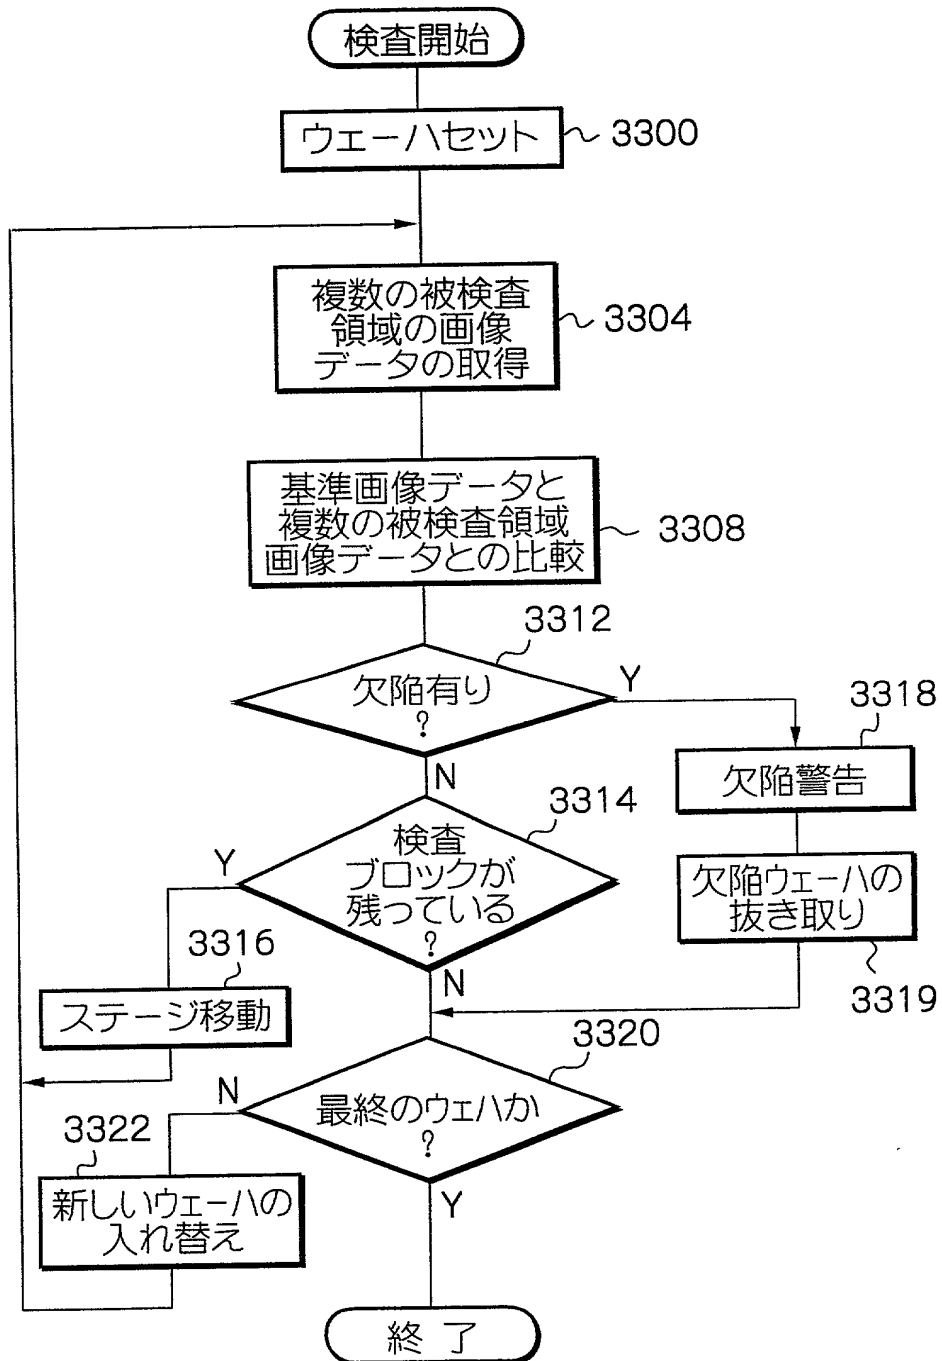 検査開始
ウェーハセット
3300
複数の被検査
領域の画像
データの取得
3304
基準画像データと
複数の被検査領域
画像データとの比較
3308
3312
欠陥有り
?
Y
N
3318
欠陥警告
3314
検査
ブロックが
残っている
?
Y
N
欠陥ウェーハの
抜き取り
3319
3316
ステージ移動
3320
最終のウェハか
?
N
Y
3322
新しいウェーハの
入れ替え
終了